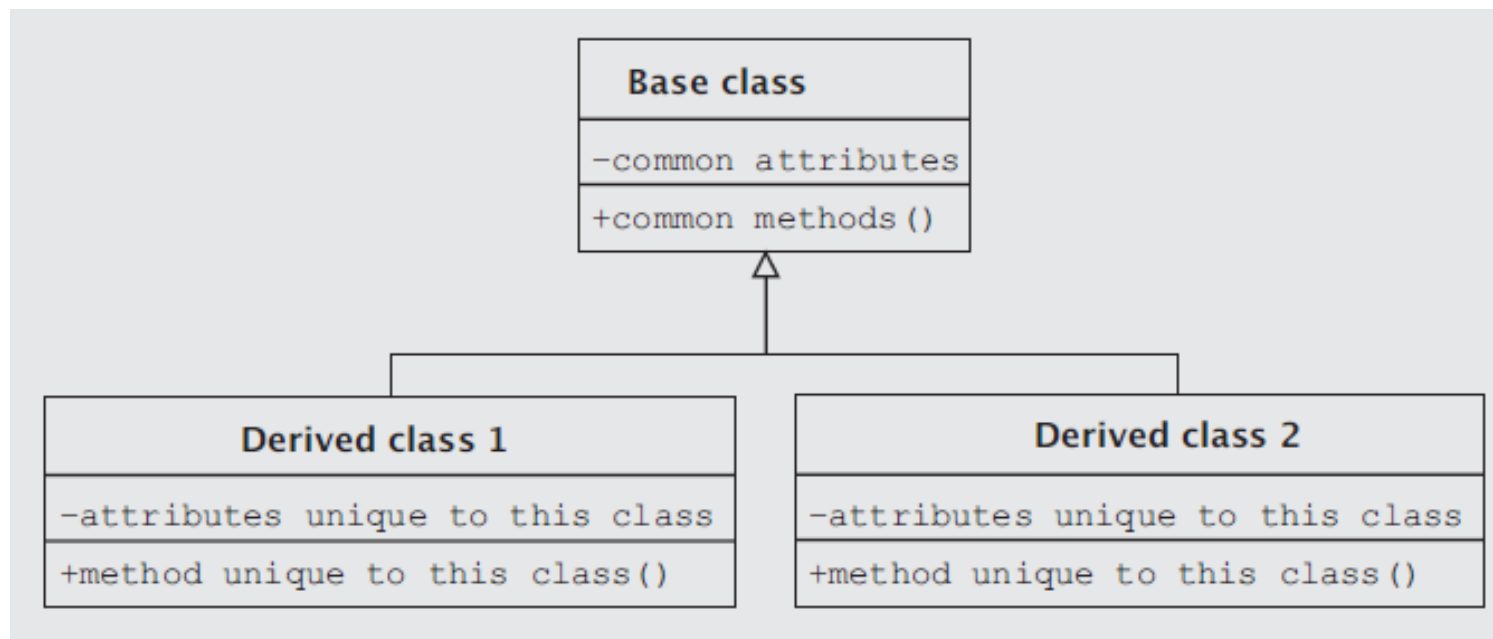 Base class
-common attributes
+common methods()
Derived class 1
-attributes unique to this class
+method unique to this class()
Derived class 2
-attributes unique to this class
+method unique to this class()